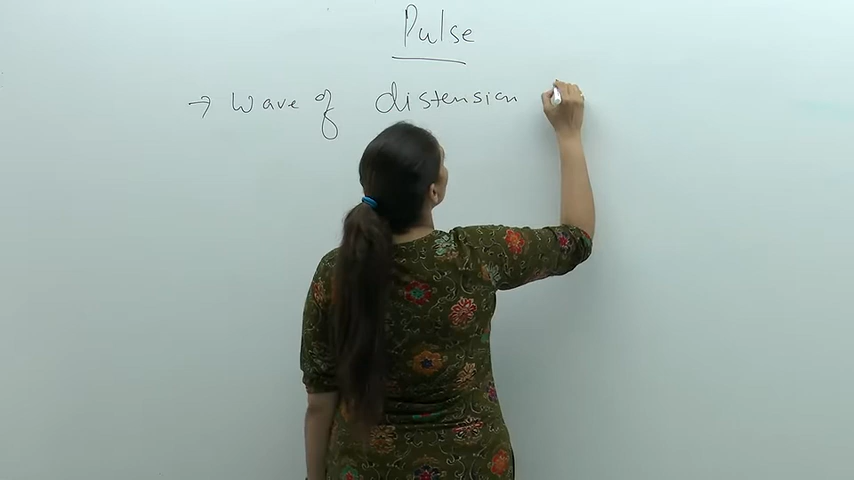 Pulse
→ Wave of distension